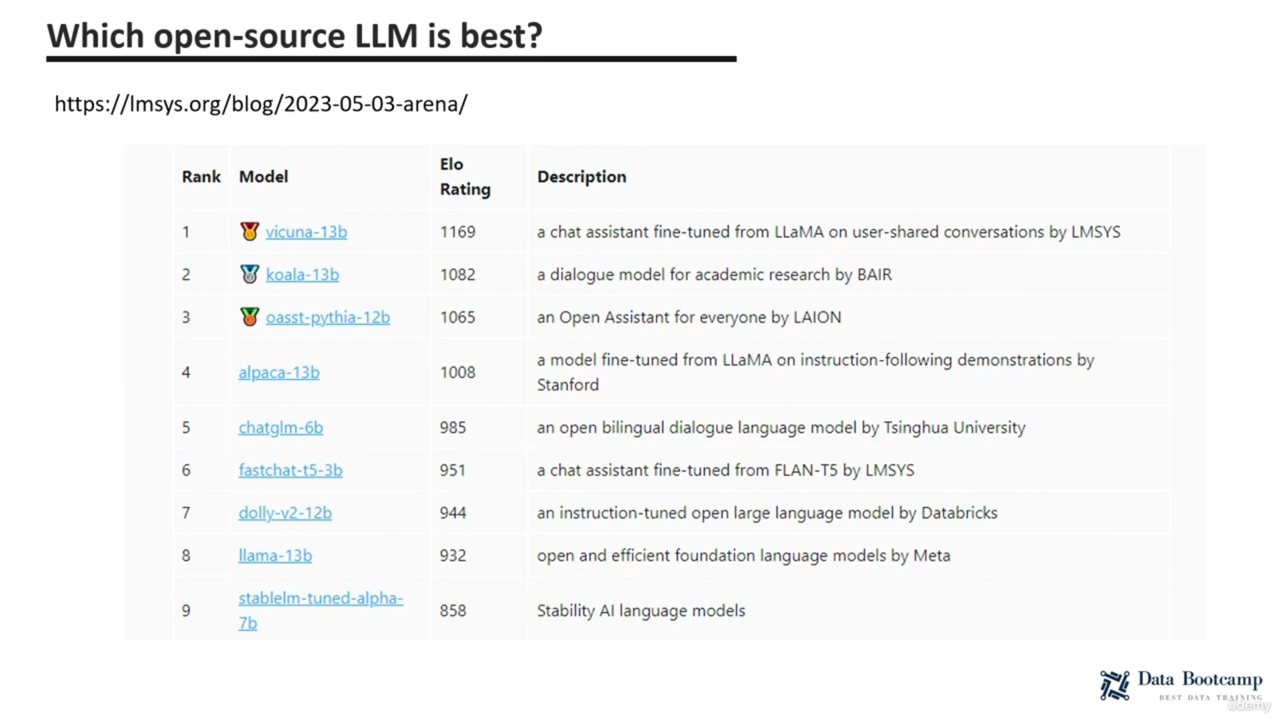 Which open-source LLM is best?
https://lmsys.org/blog/2023-05-03-arena/
Rank Model Elo Rating Description
1 vicuna-13b 1169 a chat assistant fine-tuned from LLaMA on user-shared conversations by LMSYS
2 koala-13b 1082 a dialogue model for academic research by BAIR
3 oasst-pythia-12b 1065 an Open Assistant for everyone by LAION
4 alpaca-13b 1008 a model fine-tuned from LLaMA on instruction-following demonstrations by Stanford
5 chatglm-6b 985 an open bilingual dialogue language model by Tsinghua University
6 fastchat-t5-3b 951 a chat assistant fine-tuned from FLAN-T5 by LMSYS
7 dolly-v2-12b 944 an instruction-tuned open large language model by Databricks
8 llama-13b 932 open and efficient foundation language models by Meta
9 stablelm-tuned-alpha-7b 858 Stability AI language models
Data Bootcamp
BEST DATA TRAINING
udemy